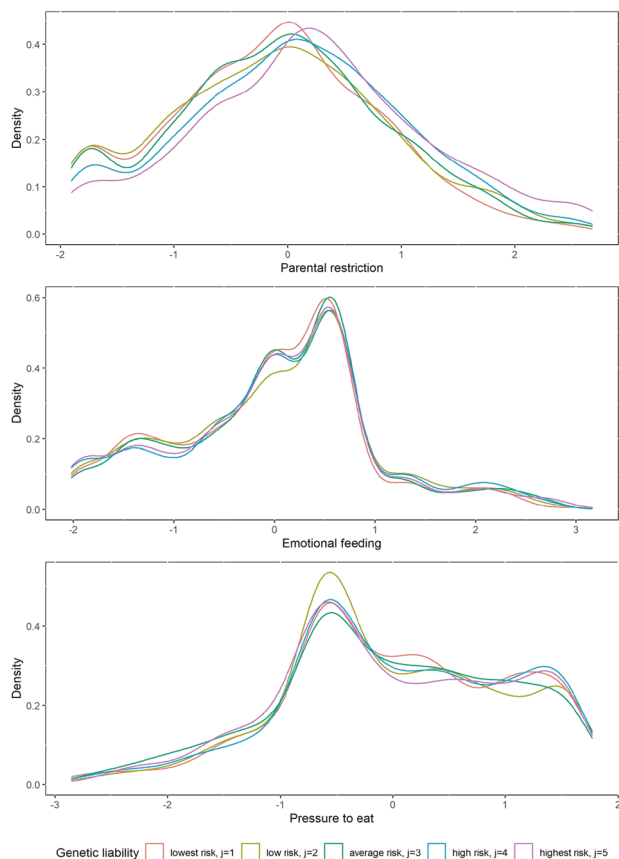 0.4
0.3
0.2
0.1
0.0
Density
-2 -1 0 1 2
Parental restriction
0.6
0.4
0.2
0.0
Density
-2 -1 0 1 2 3
Emotional feeding
0.4
0.2
0.0
Density
-3 -2 -1 0 1 2
Pressure to eat
Genetic liability lowest risk, j=1 low risk, j=2 average risk, j=3 high risk, j=4 highest risk, j=5